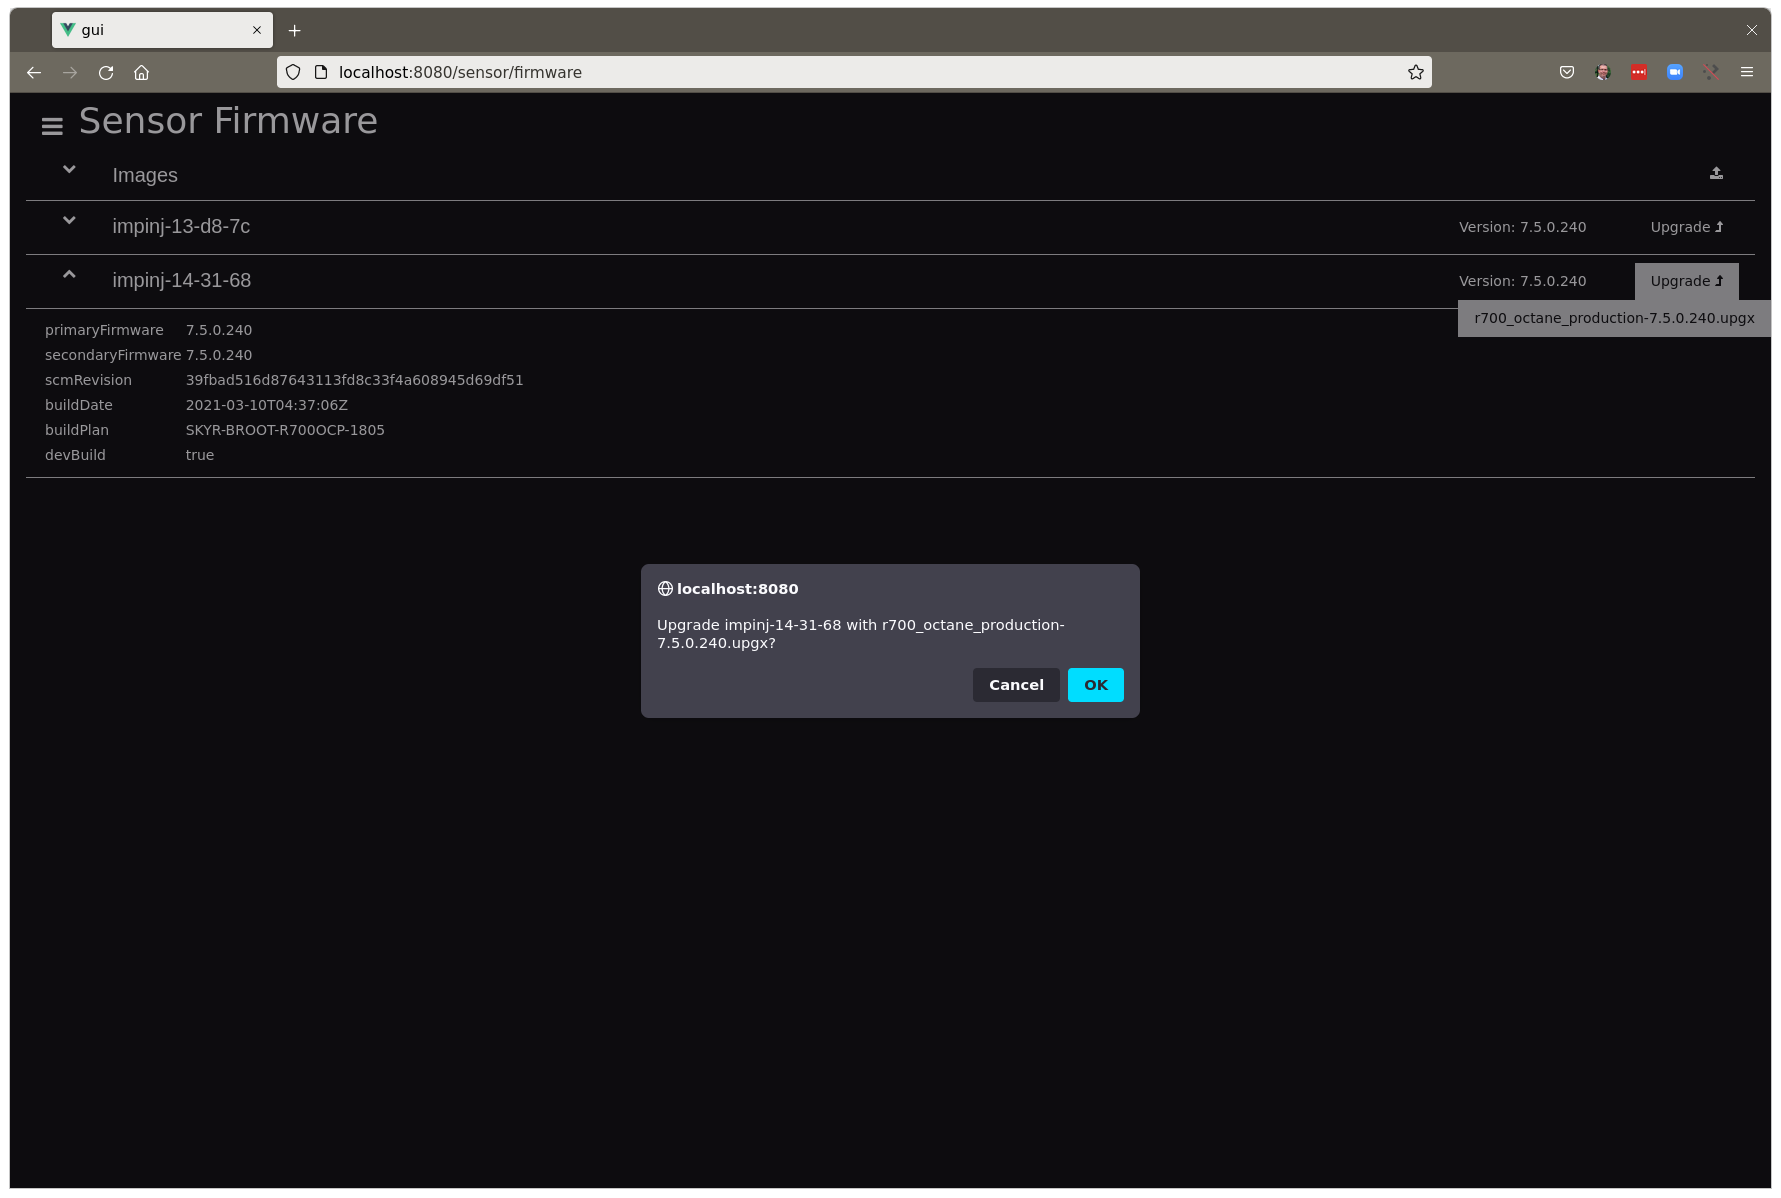 gui
localhost:8080/sensor/firmware
Sensor Firmware
Images
impinj-13-d8-7c Version: 7.5.0.240 Upgrade
impinj-14-31-68 Version: 7.5.0.240 Upgrade
r700_octane_production-7.5.0.240.upgx
primaryFirmware 7.5.0.240
secondaryFirmware 7.5.0.240
scmRevision 39fbad516d87643113fd8c33f4a608945d69df51
buildDate 2021-03-10T04:37:06Z
buildPlan SKYR-BROOT-R700OCP-1805
devBuild true
localhost:8080
Upgrade impinj-14-31-68 with r700_octane_production-
7.5.0.240.upgx?
Cancel OK